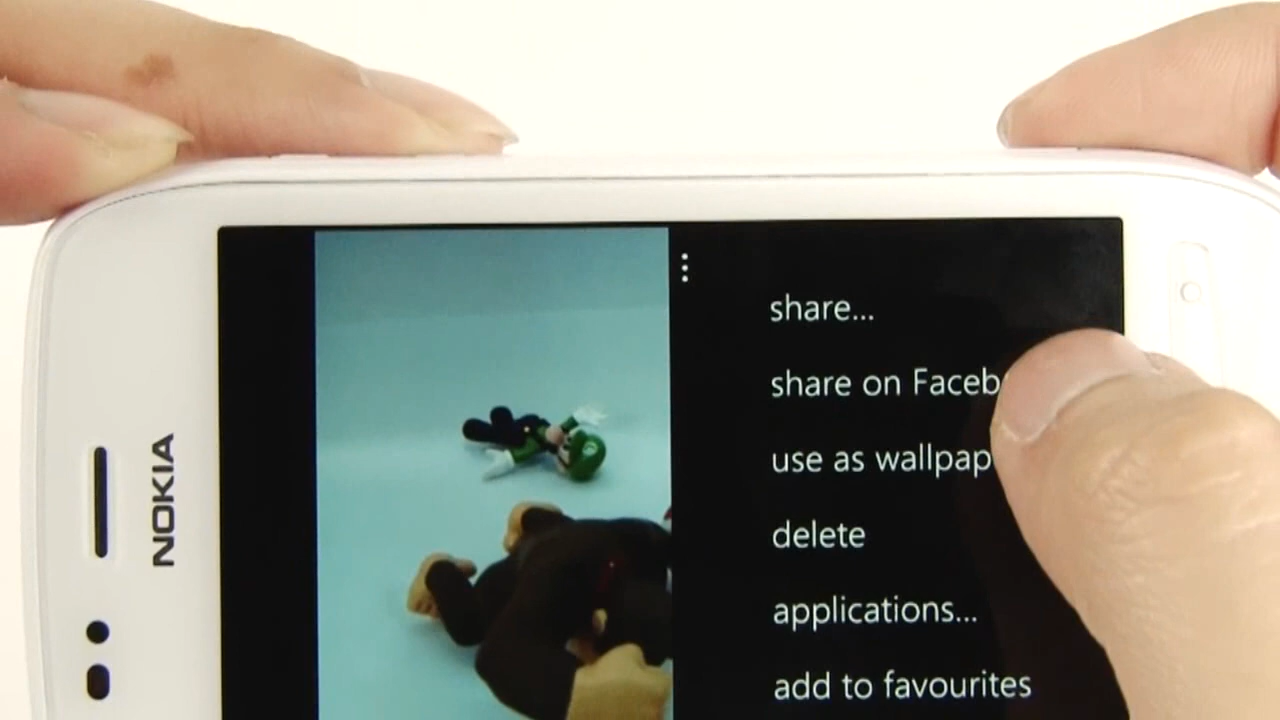 NOKIA
share...
share on Faceb
use as wallpap
delete
applications...
add to favourites